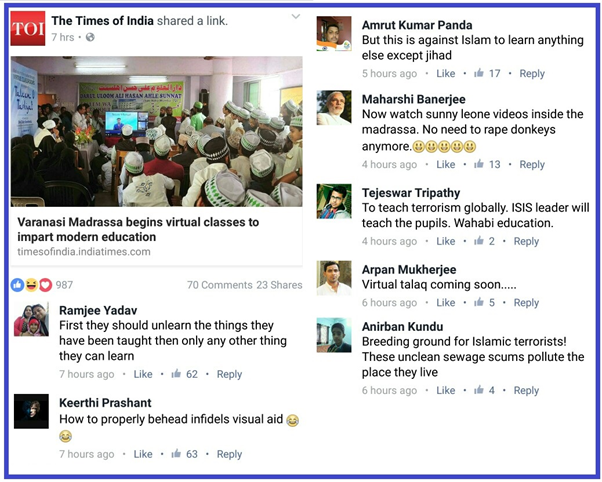 TOI
The Times of India shared a link.
7 hrs •
DARUL ULOOM ALI HASAN AHLE SUNNAT
Varanasi Madrassa begins virtual classes to
impart modern education
timesofindia.indiatimes.com
987 70 Comments 23 Shares
Ramjee Yadav
First they should unlearn the things they
have been taught then only any other thing
they can learn
7 hours ago • Like • 62 • Reply
Keerthi Prashant
How to properly behead infidels visual aid 😂
😂
7 hours ago • Like • 63 • Reply
Amrut Kumar Panda
But this is against Islam to learn anything
else except jihad
5 hours ago • Like • 17 • Reply
Maharshi Banerjee
Now watch sunny leone videos inside the
madrassa. No need to rape donkeys
anymore.😃😃😃😃😃
4 hours ago • Like • 13 • Reply
Tejeswar Tripathy
To teach terrorism globally. ISIS leader will
teach the pupils. Wahabi education.
4 hours ago • Like • 2 • Reply
Arpan Mukherjee
Virtual talaq coming soon.....
6 hours ago • Like • 5 • Reply
Anirban Kundu
Breeding ground for Islamic terrorists!
These unclean sewage scums pollute the
place they live
6 hours ago • Like • 4 • Reply